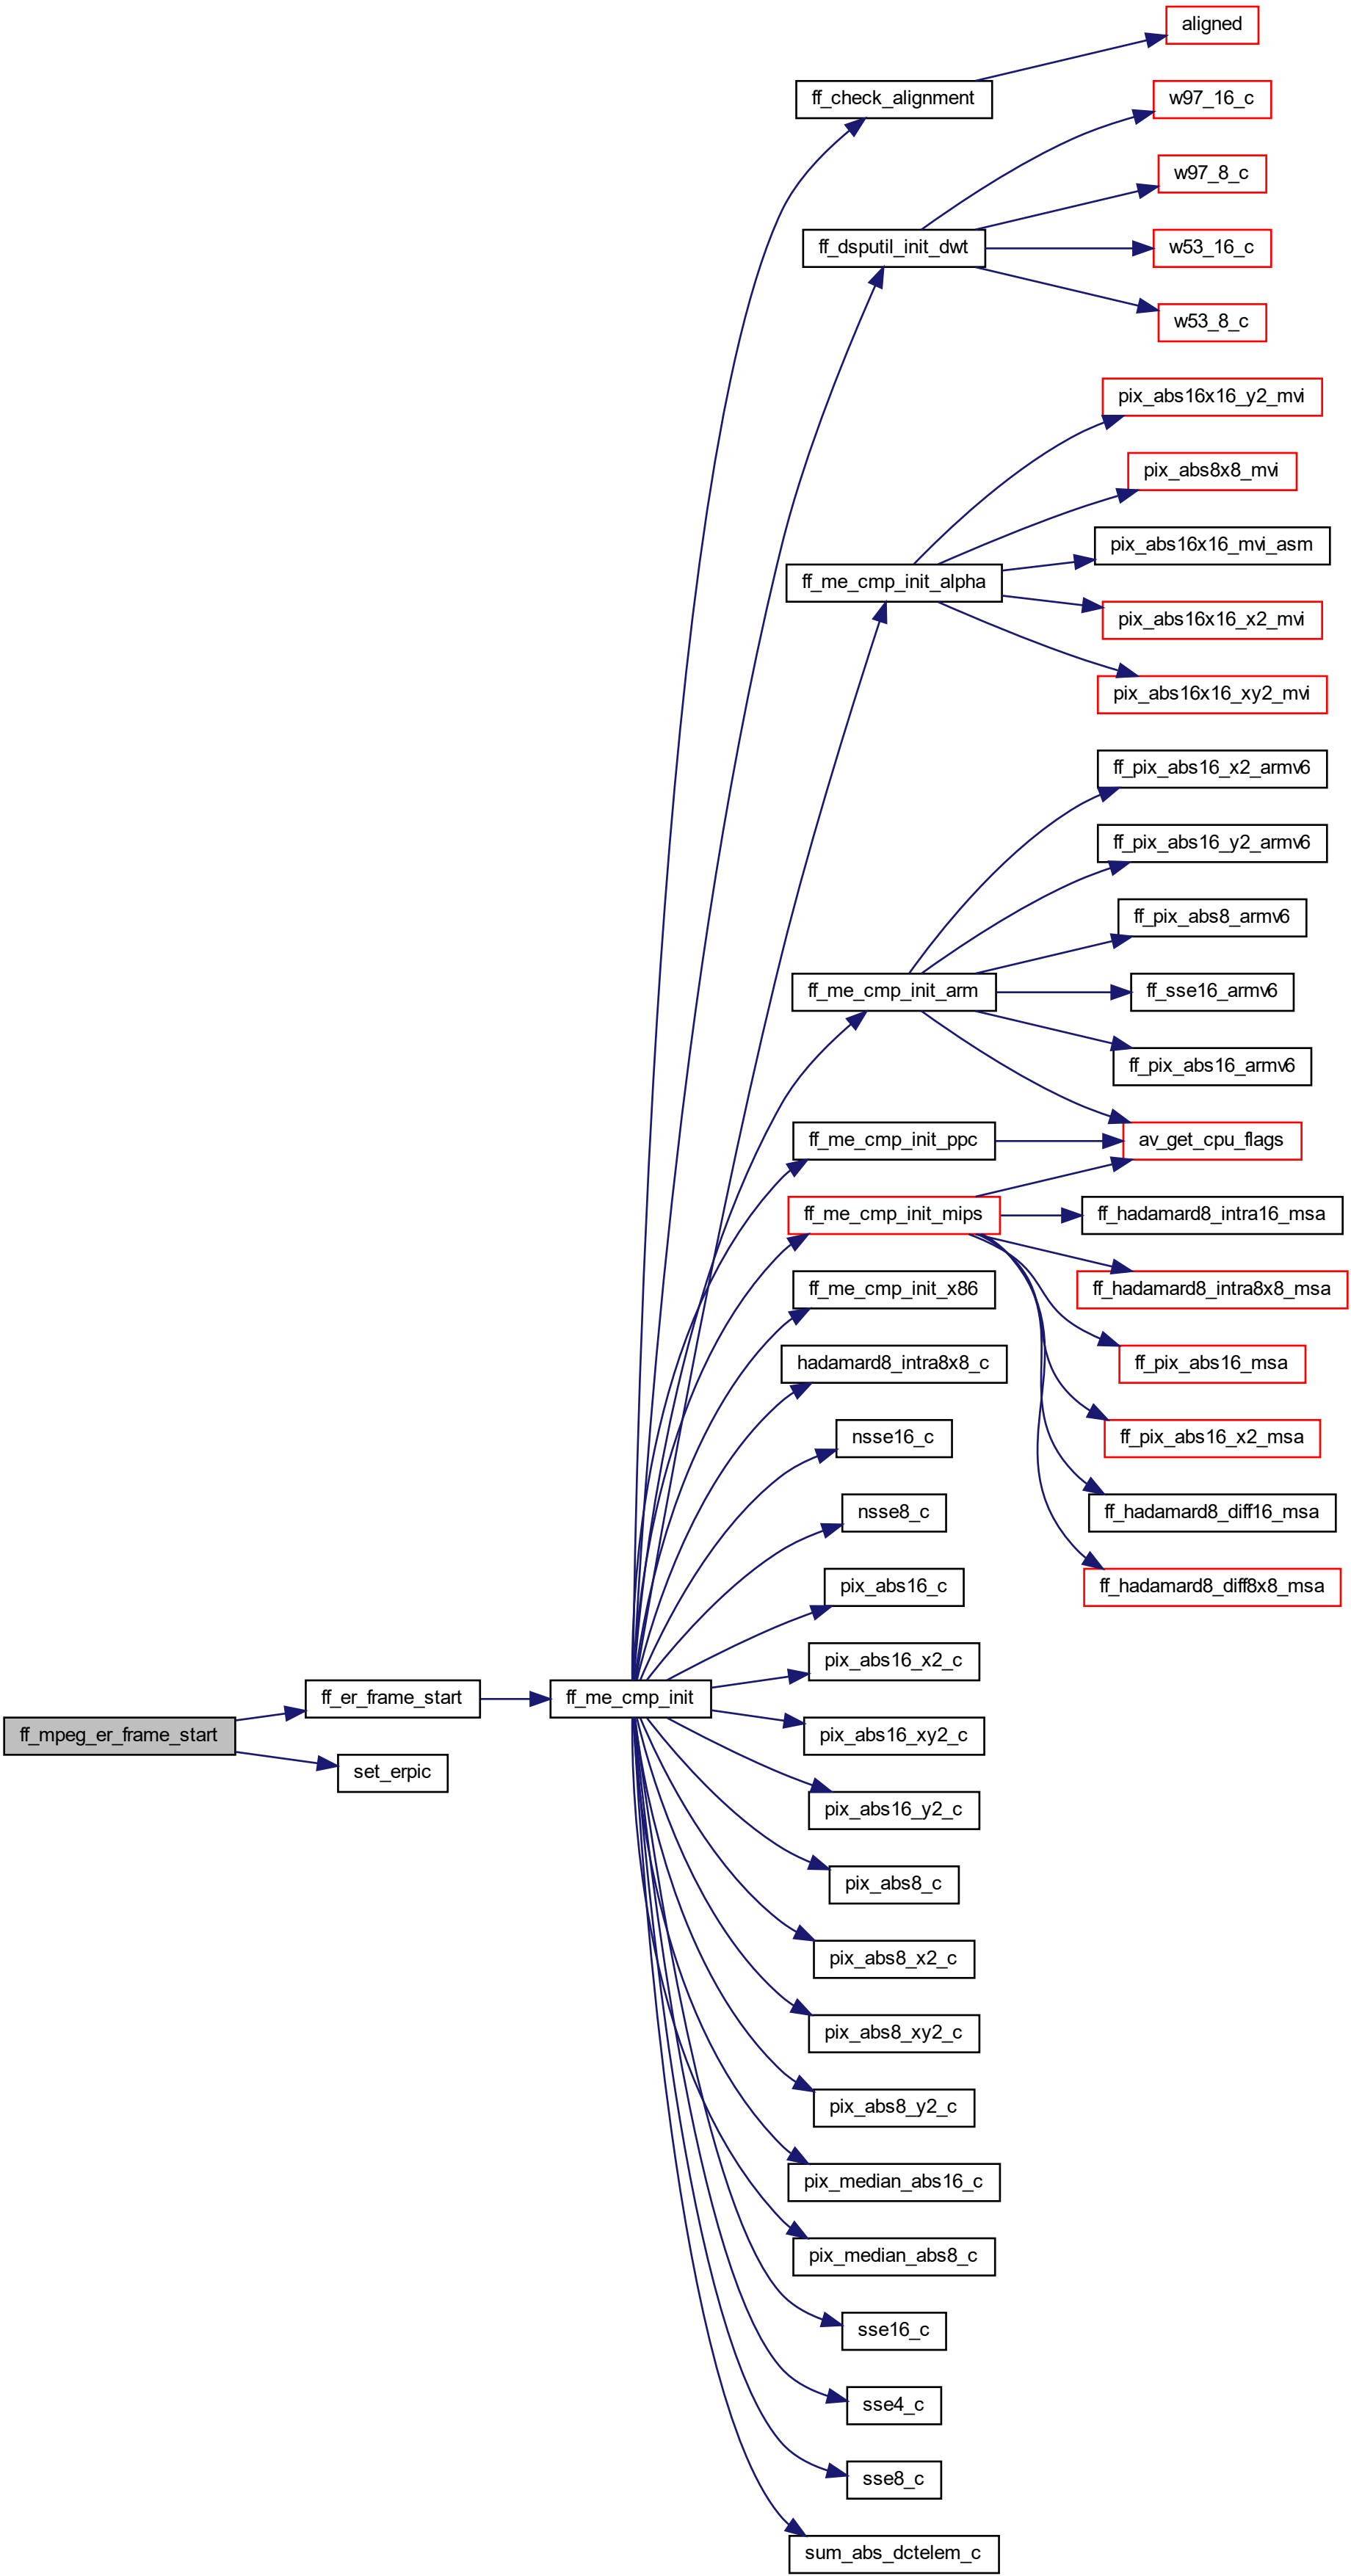 aligned
ff_check_alignment
w97_16_c
w97_8_c
ff_dsputil_init_dwt
w53_16_c
w53_8_c
pix_abs16x16_y2_mvi
pix_abs8x8_mvi
pix_abs16x16_mvi_asm
ff_me_cmp_init_alpha
pix_abs16x16_x2_mvi
pix_abs16x16_xy2_mvi
ff_pix_abs16_x2_armv6
ff_pix_abs16_y2_armv6
ff_pix_abs8_armv6
ff_me_cmp_init_arm
ff_sse16_armv6
ff_pix_abs16_armv6
ff_me_cmp_init_ppc
av_get_cpu_flags
ff_me_cmp_init_mips
ff_hadamard8_intra16_msa
ff_me_cmp_init_x86
ff_hadamard8_intra8x8_msa
hadamard8_intra8x8_c
ff_pix_abs16_msa
nsse16_c
ff_pix_abs16_x2_msa
nsse8_c
ff_hadamard8_diff16_msa
pix_abs16_c
ff_hadamard8_diff8x8_msa
pix_abs16_x2_c
ff_er_frame_start
ff_me_cmp_init
ff_mpeg_er_frame_start
pix_abs16_xy2_c
set_erpic
pix_abs16_y2_c
pix_abs8_c
pix_abs8_x2_c
pix_abs8_xy2_c
pix_abs8_y2_c
pix_median_abs16_c
pix_median_abs8_c
sse16_c
sse4_c
sse8_c
sum_abs_dctelem_c